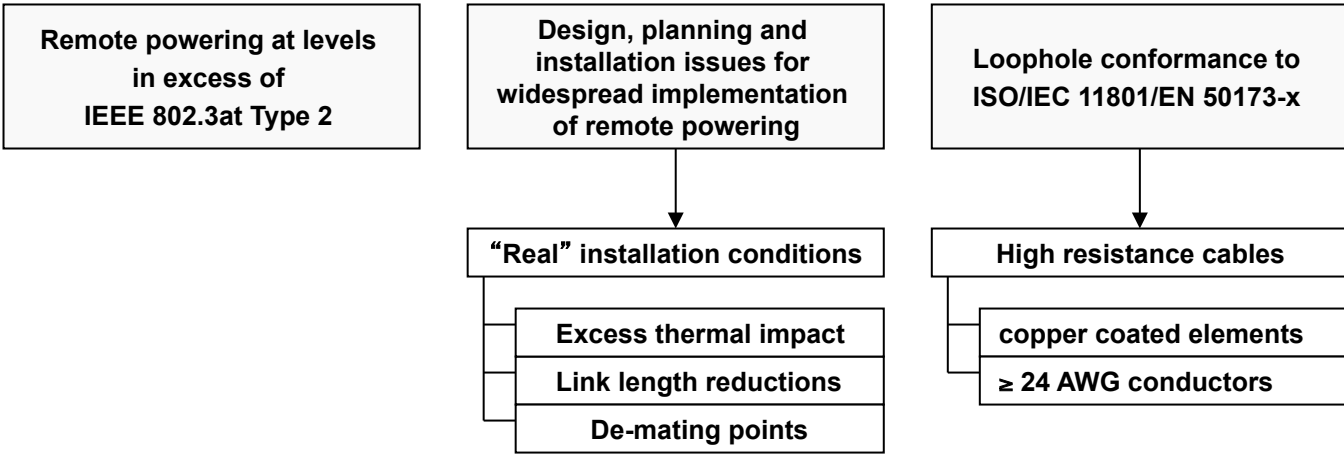 Remote powering at levels
in excess of
IEEE 802.3at Type 2
Design, planning and
installation issues for
widespread implementation
of remote powering
Loophole conformance to
ISO/IEC 11801/EN 50173-x
“Real” installation conditions
Excess thermal impact
Link length reductions
De-mating points
High resistance cables
copper coated elements
≥ 24 AWG conductors